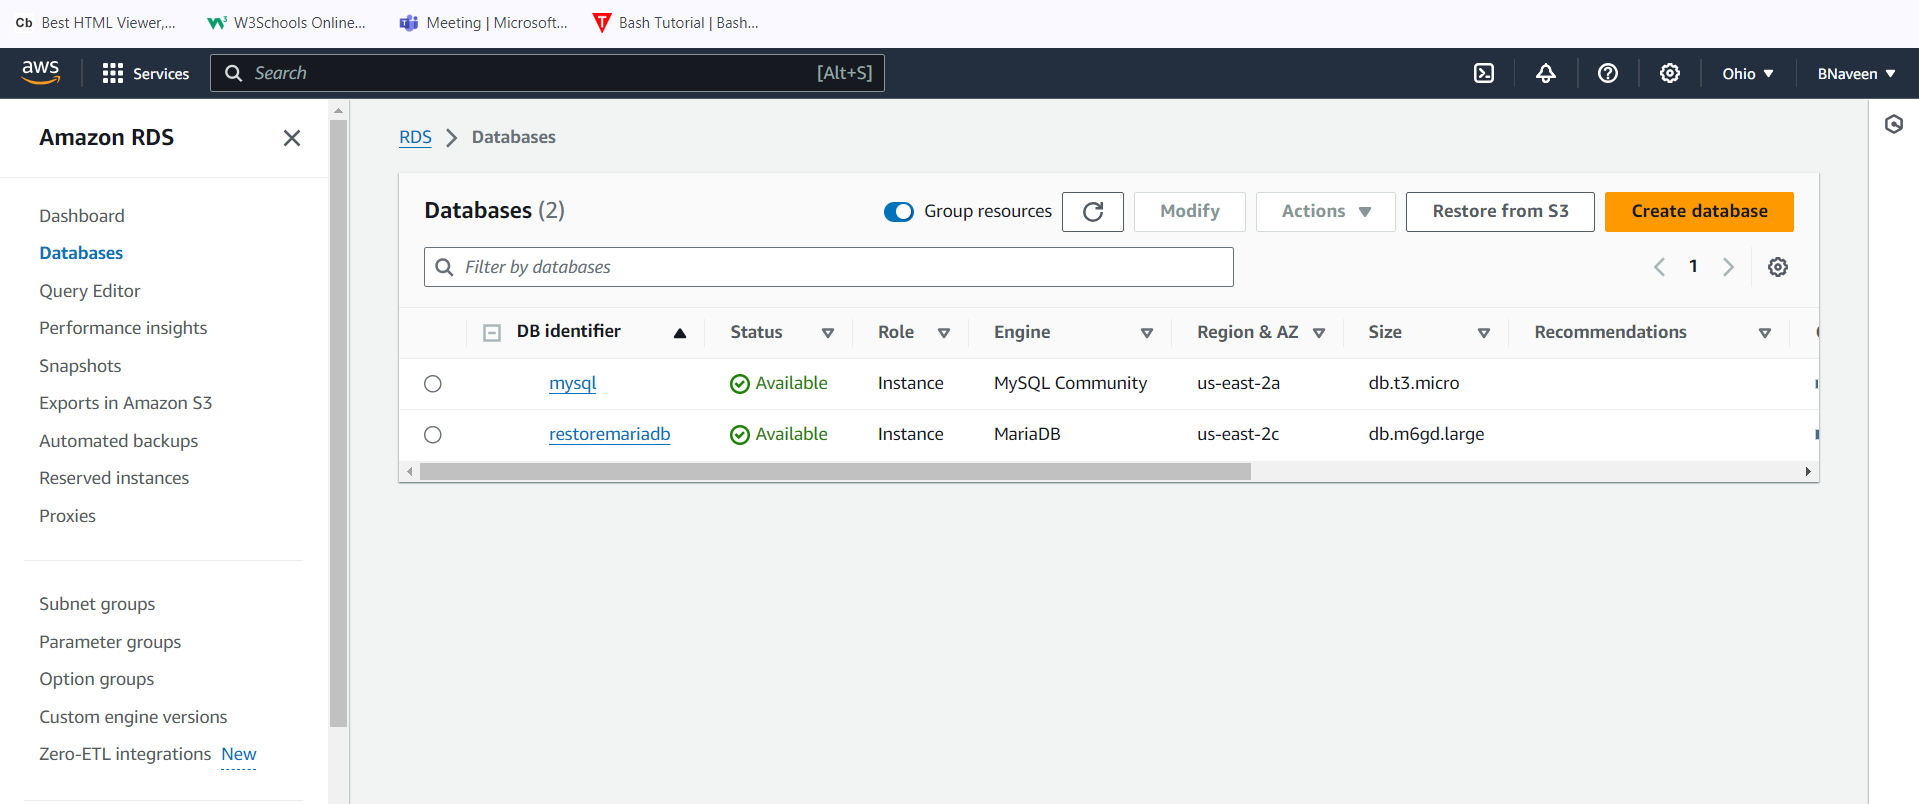 Cb Best HTML Viewer,... W3Schools Online... Meeting | Microsoft... Bash Tutorial | Bash...
aws Services Search [Alt+S] Ohio BNaveen
Amazon RDS
Dashboard
Databases
Query Editor
Performance insights
Snapshots
Exports in Amazon S3
Automated backups
Reserved instances
Proxies
Subnet groups
Parameter groups
Option groups
Custom engine versions
Zero-ETL integrations New
RDS Databases
Databases (2) Group resources Modify Actions Restore from S3 Create database
Filter by databases 1
DB identifier Status Role Engine Region & AZ Size Recommendations
mysql Available Instance MySQL Community us-east-2a db.t3.micro
restoremariadb Available Instance MariaDB us-east-2c db.m6gd.large